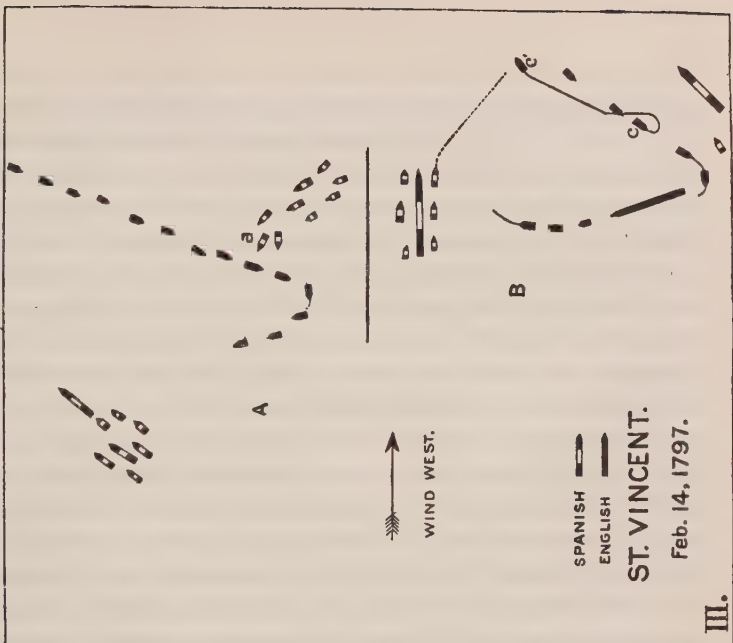 a
A
c'
c
B
WIND WEST.
SPANISH
ENGLISH
ST. VINCENT.
Feb. 14, 1797.
III.